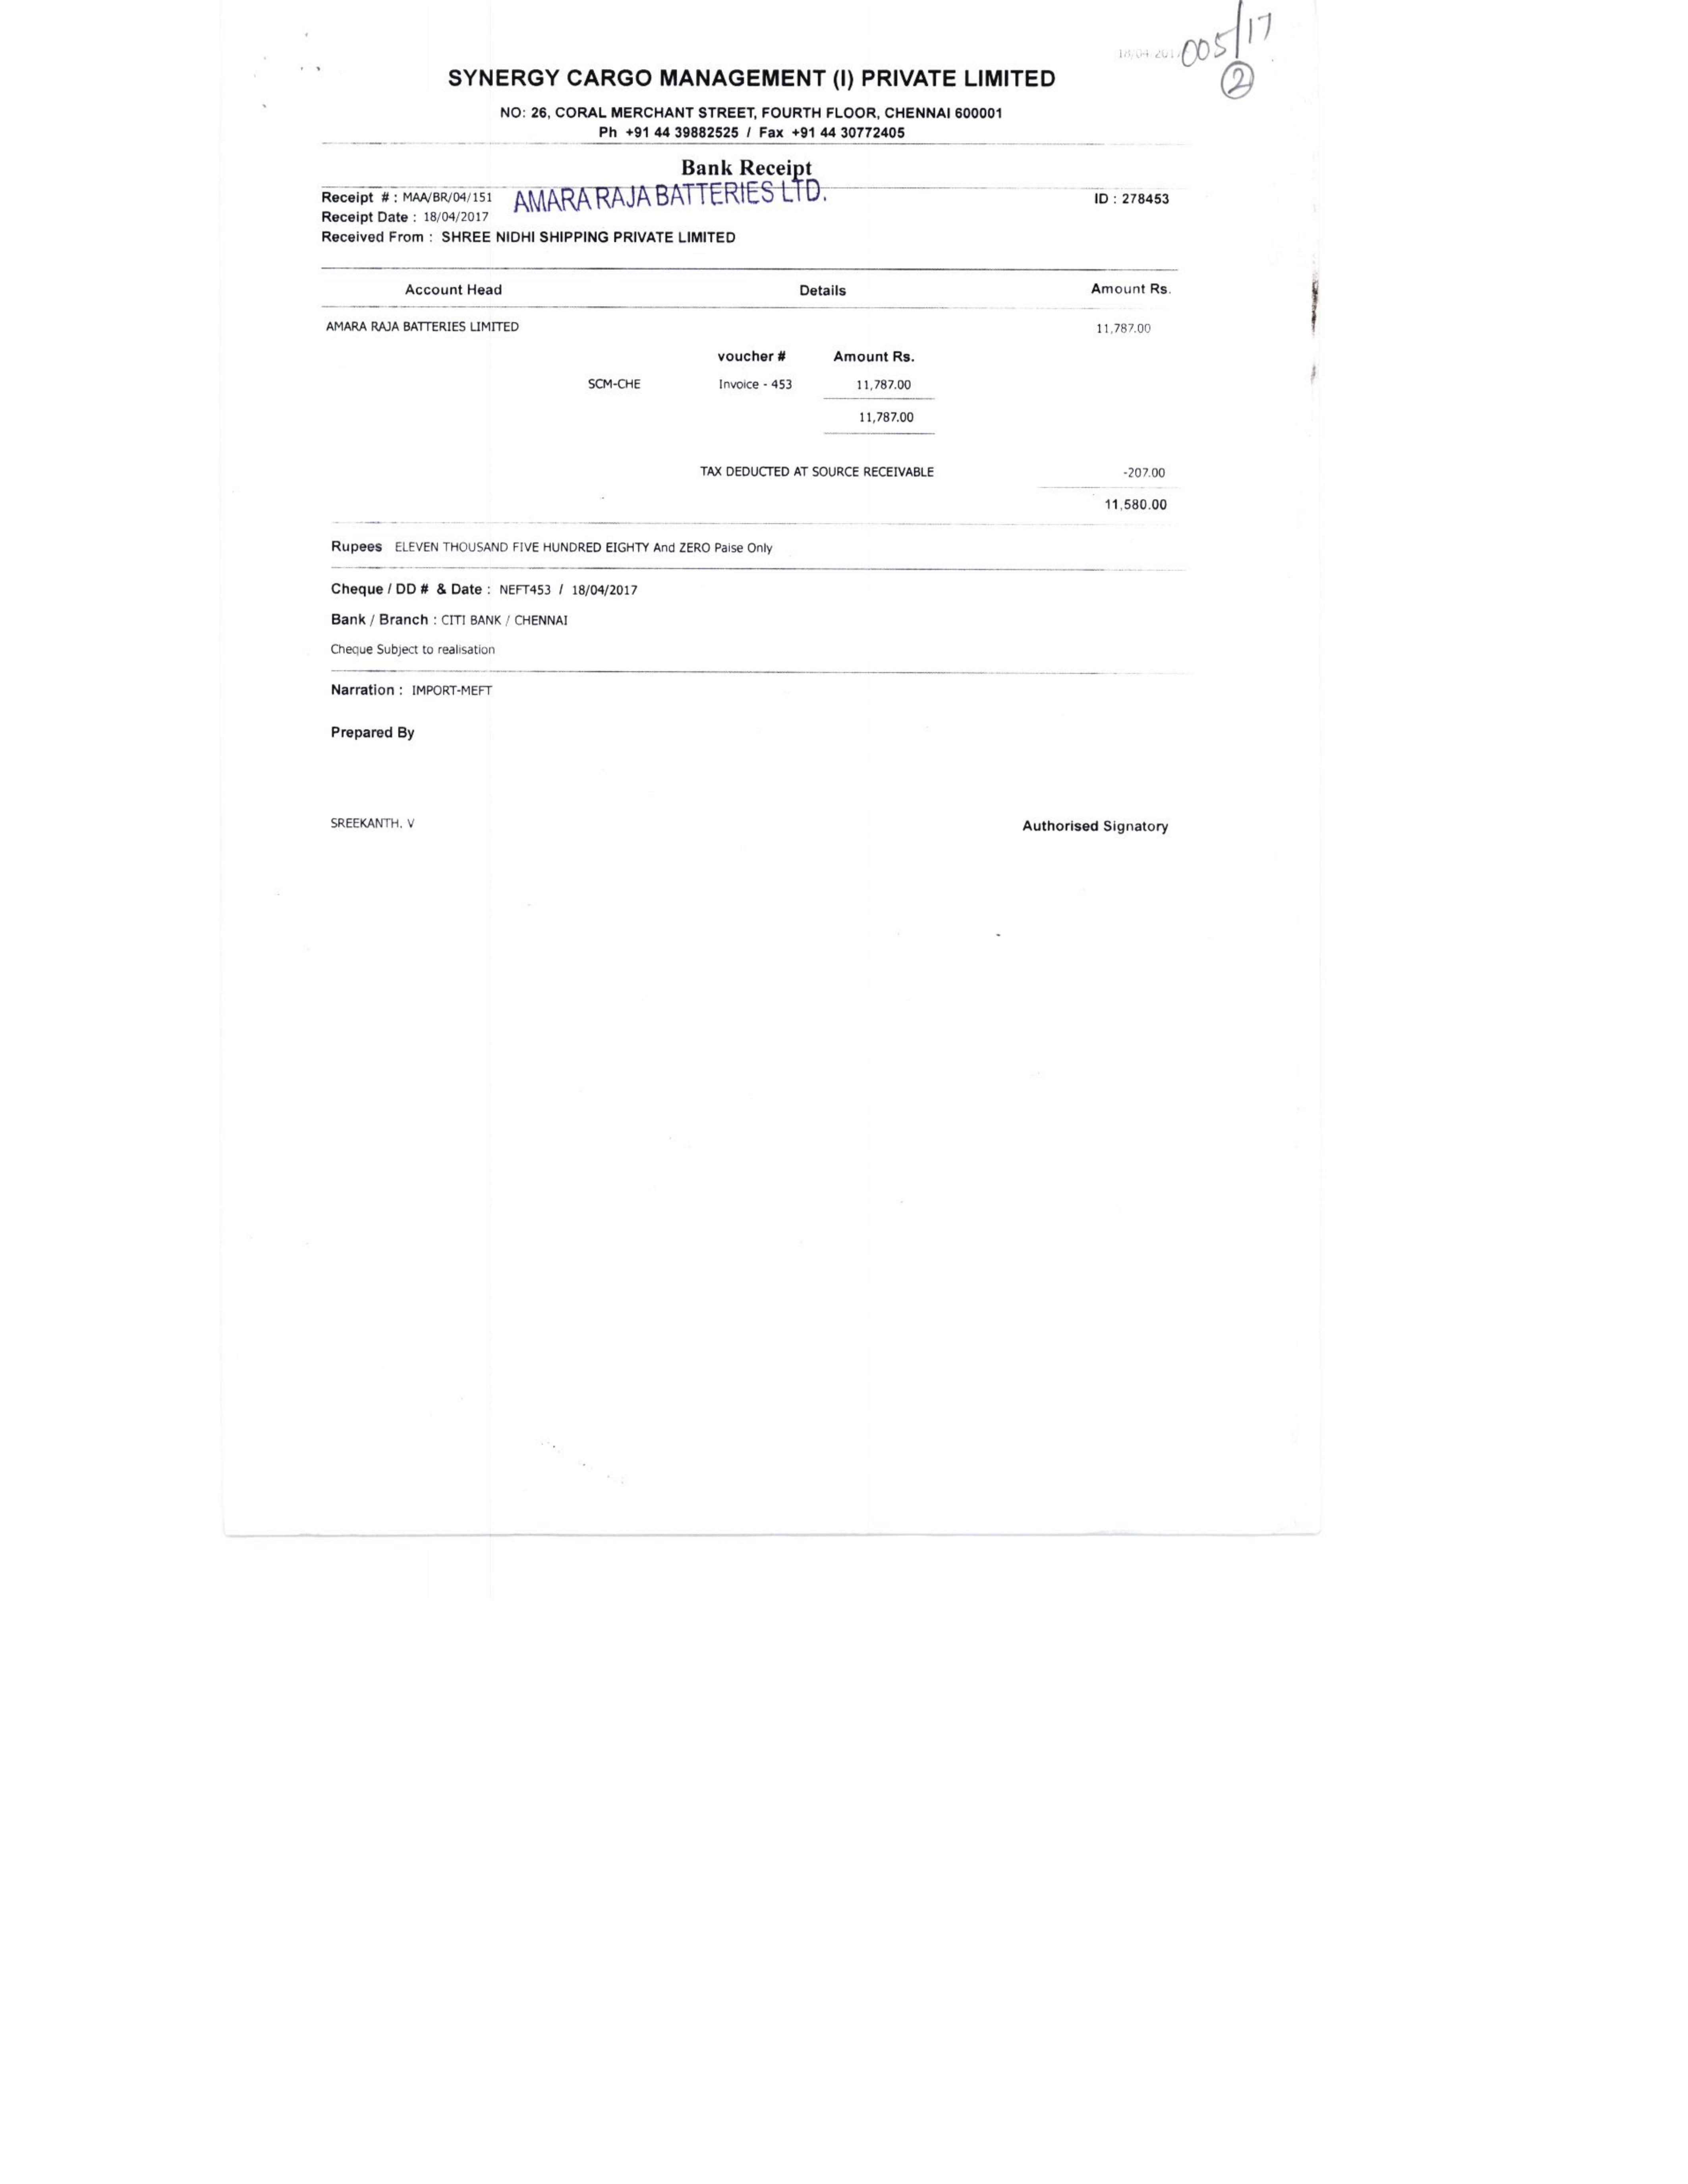 005/17
2
SYNERGY CARGO MANAGEMENT (I) PRIVATE LIMITED
NO: 26, CORAL MERCHANT STREET, FOURTH FLOOR, CHENNAI 600001
Ph +91 44 39882525 / Fax +91 44 30772405
Bank Receipt
Receipt # : MAA/BR/04/151 AMARA RAJA BATTERIES LTD. ID : 278453
Receipt Date : 18/04/2017
Received From : SHREE NIDHI SHIPPING PRIVATE LIMITED
Account Head Details Amount Rs.
AMARA RAJA BATTERIES LIMITED 11,787.00
voucher # Amount Rs.
SCM-CHE Invoice - 453 11,787.00
11,787.00
TAX DEDUCTED AT SOURCE RECEIVABLE -207.00
11,580.00
Rupees ELEVEN THOUSAND FIVE HUNDRED EIGHTY And ZERO Paise Only
Cheque / DD # & Date : NEFT453 / 18/04/2017
Bank / Branch : CITI BANK / CHENNAI
Cheque Subject to realisation
Narration : IMPORT-MEFT
Prepared By
SREEKANTH. V Authorised Signatory